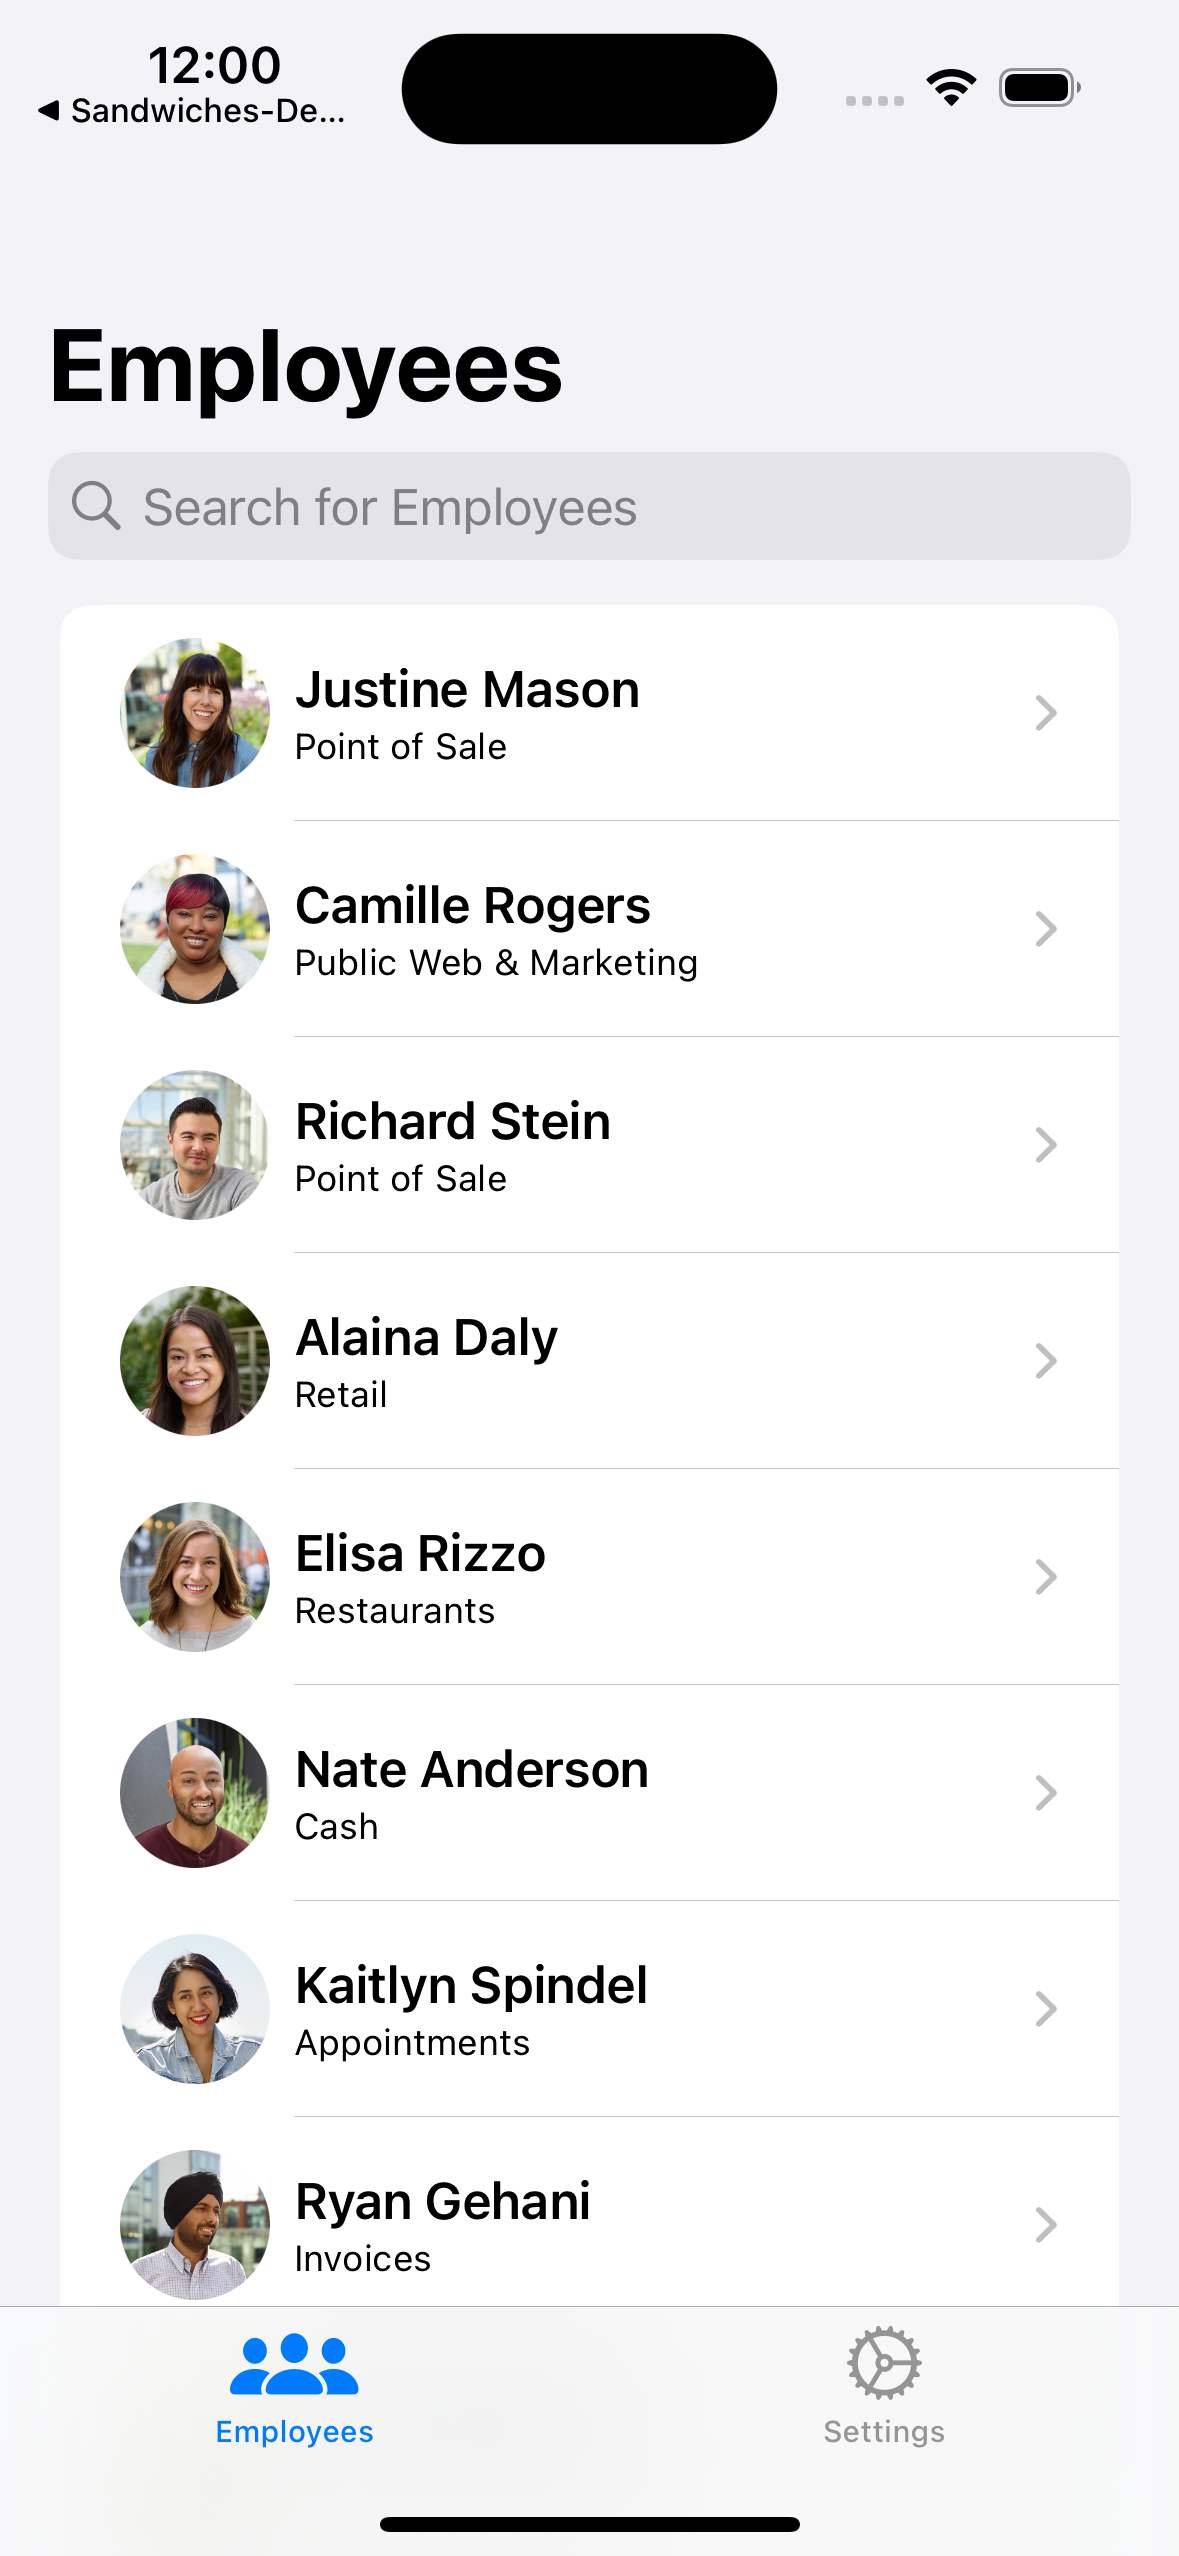 12:00
Sandwiches-De...
Employees
Search for Employees
Justine Mason
Point of Sale
Camille Rogers
Public Web & Marketing
Richard Stein
Point of Sale
Alaina Daly
Retail
Elisa Rizzo
Restaurants
Nate Anderson
Cash
Kaitlyn Spindel
Appointments
Ryan Gehani
Invoices
Employees
Settings